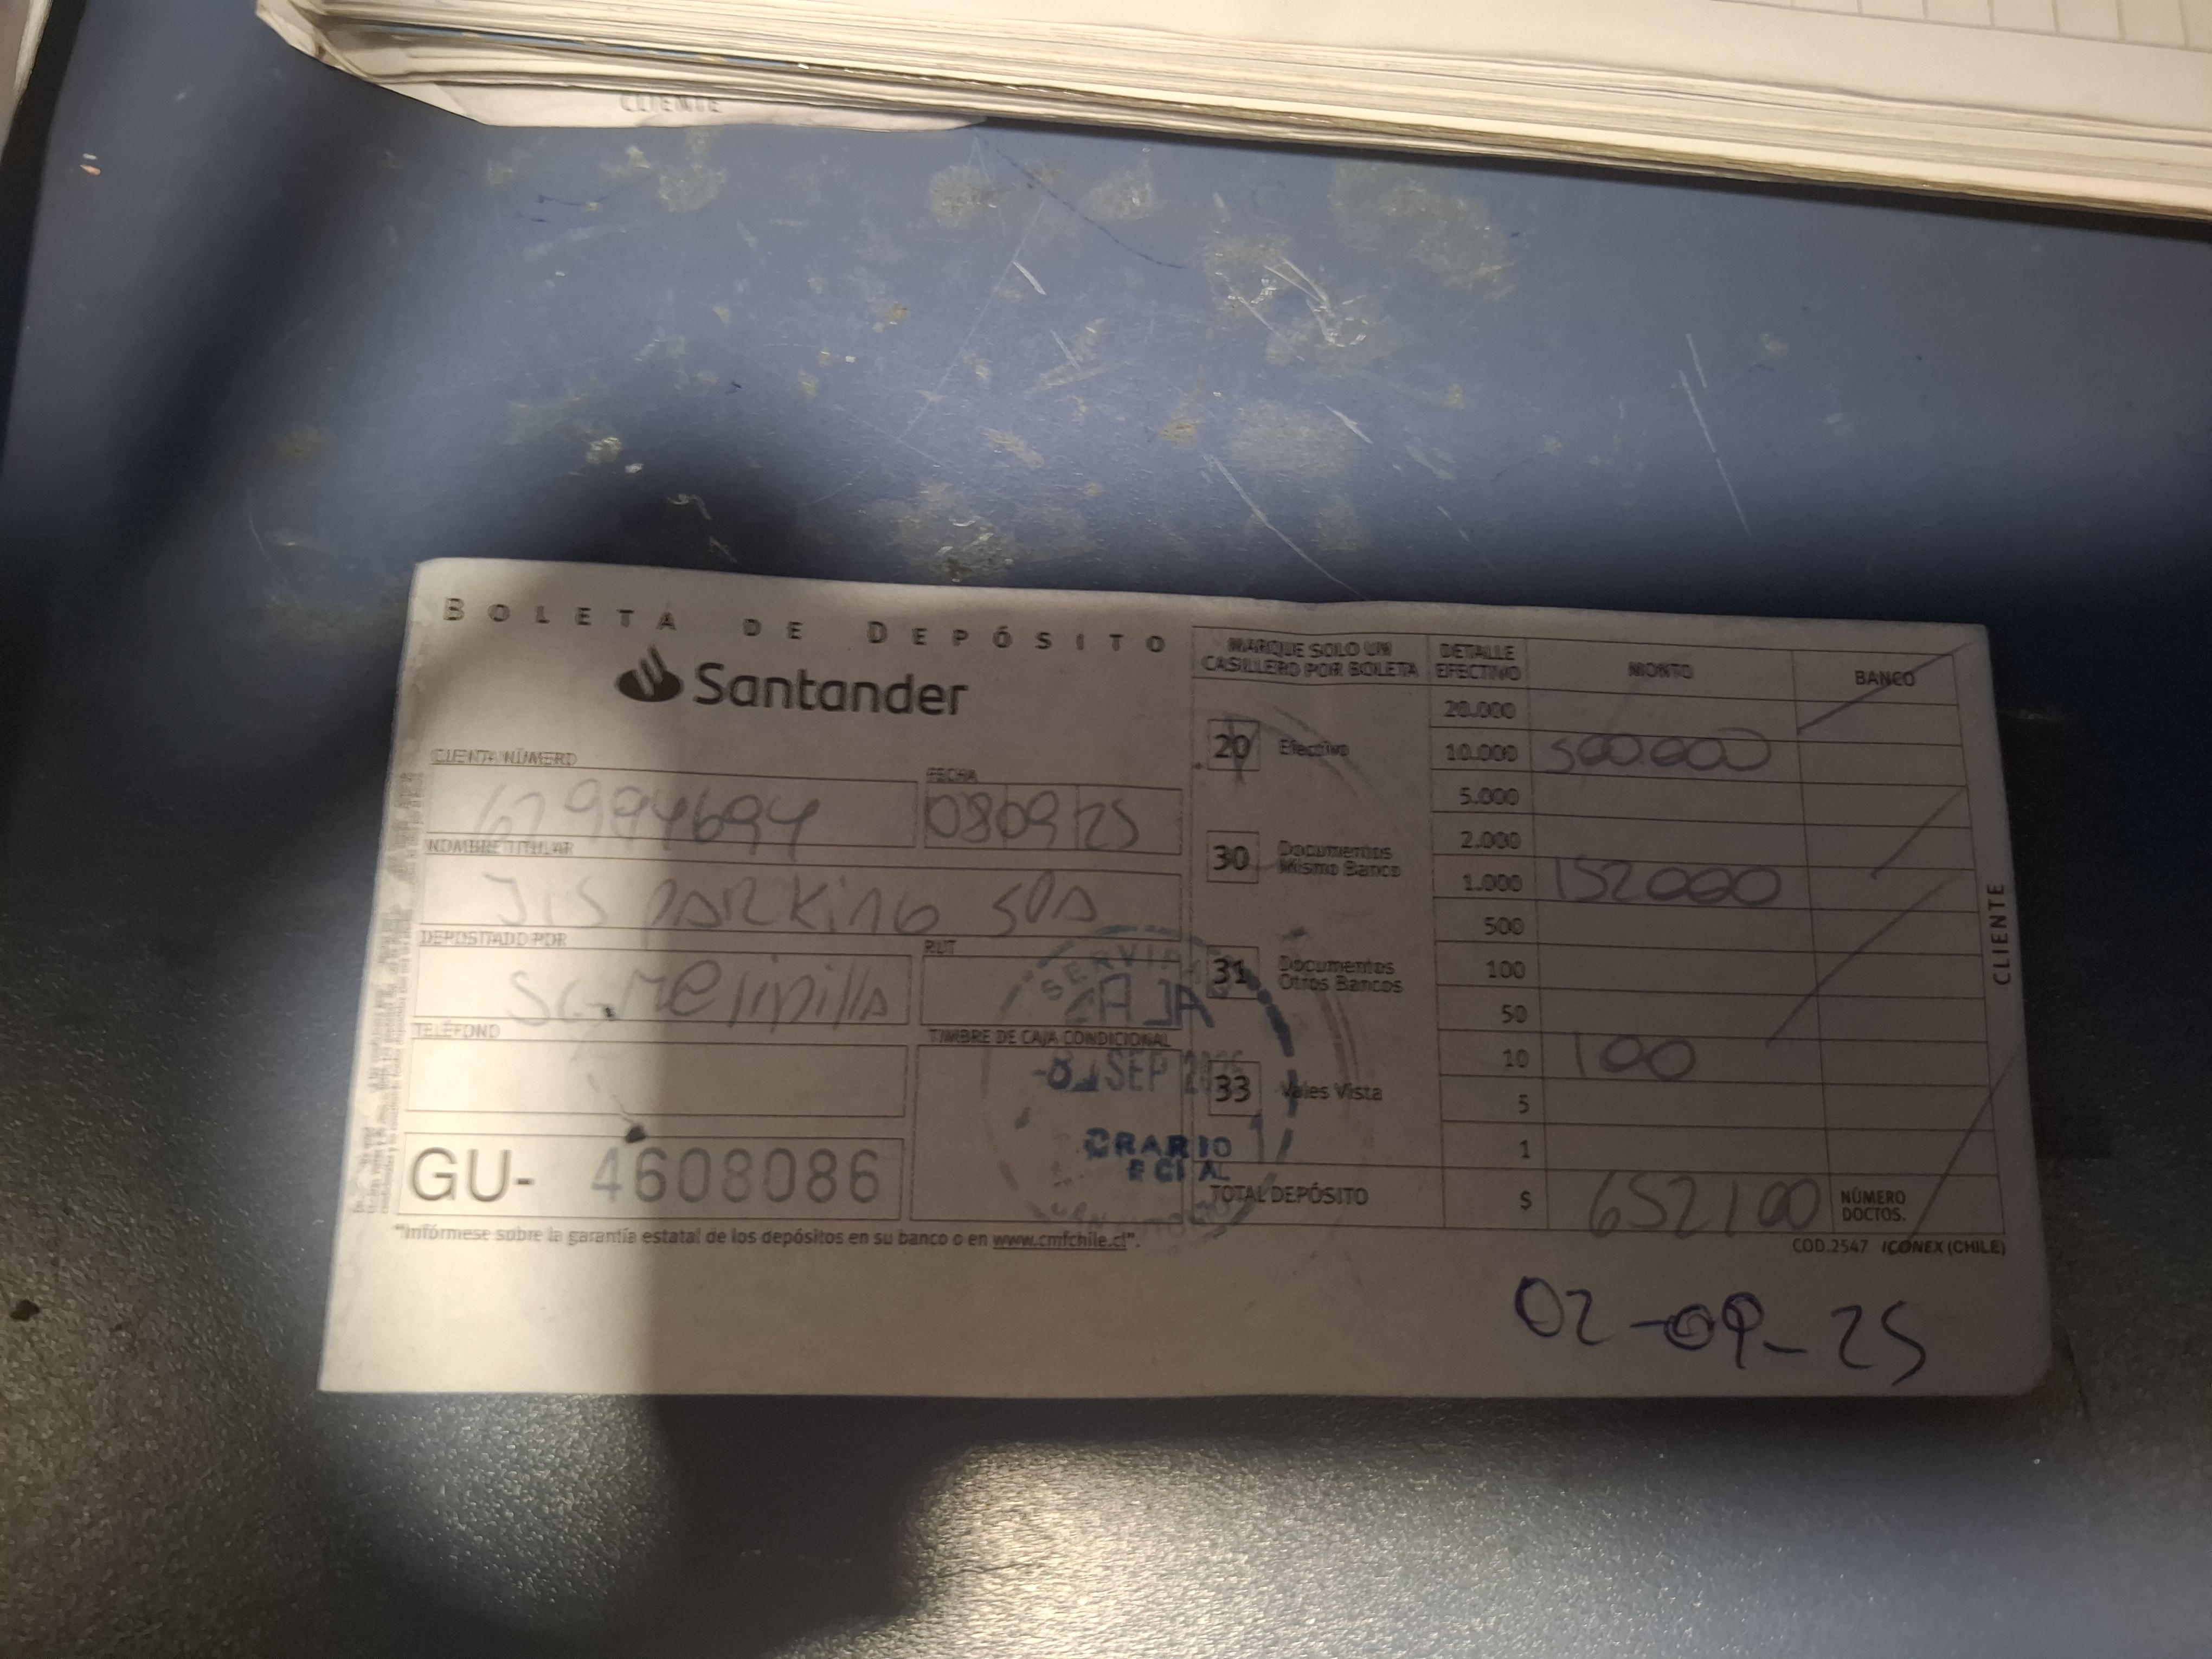 CLIENTE
BOLETA DE DEPÓSITO
Santander
CUENTA NÚMERO
FECHA
080925
NOMBRE TITULAR
JIS PARKING SPA
DEPOSITADO POR
RUT
SG-Melipilla
TELÉFONO
TIMBRE DE CAJA CONDICIONAL
GU- 4608086
"Infórmese sobre la garantía estatal de los depósitos en su banco o en www.cmfchile.cl".
MARQUE SOLO UN
CASILLERO POR BOLETA
20 Efectivo
30 Documentos
Mismo Banco
31 Documentos
Otros Bancos
33 Vales Vista
DETALLE
EFECTIVO
MONTO
BANCO
20.000
10.000 500.000
5.000
2.000
1.000 152000
500
100
50
10 100
5
1
TOTAL DEPÓSITO $ 652100
NÚMERO
DOCTOS.
CLIENTE
COD.2547 ICONEX (CHILE)
CAJA
SEP
02-09-25